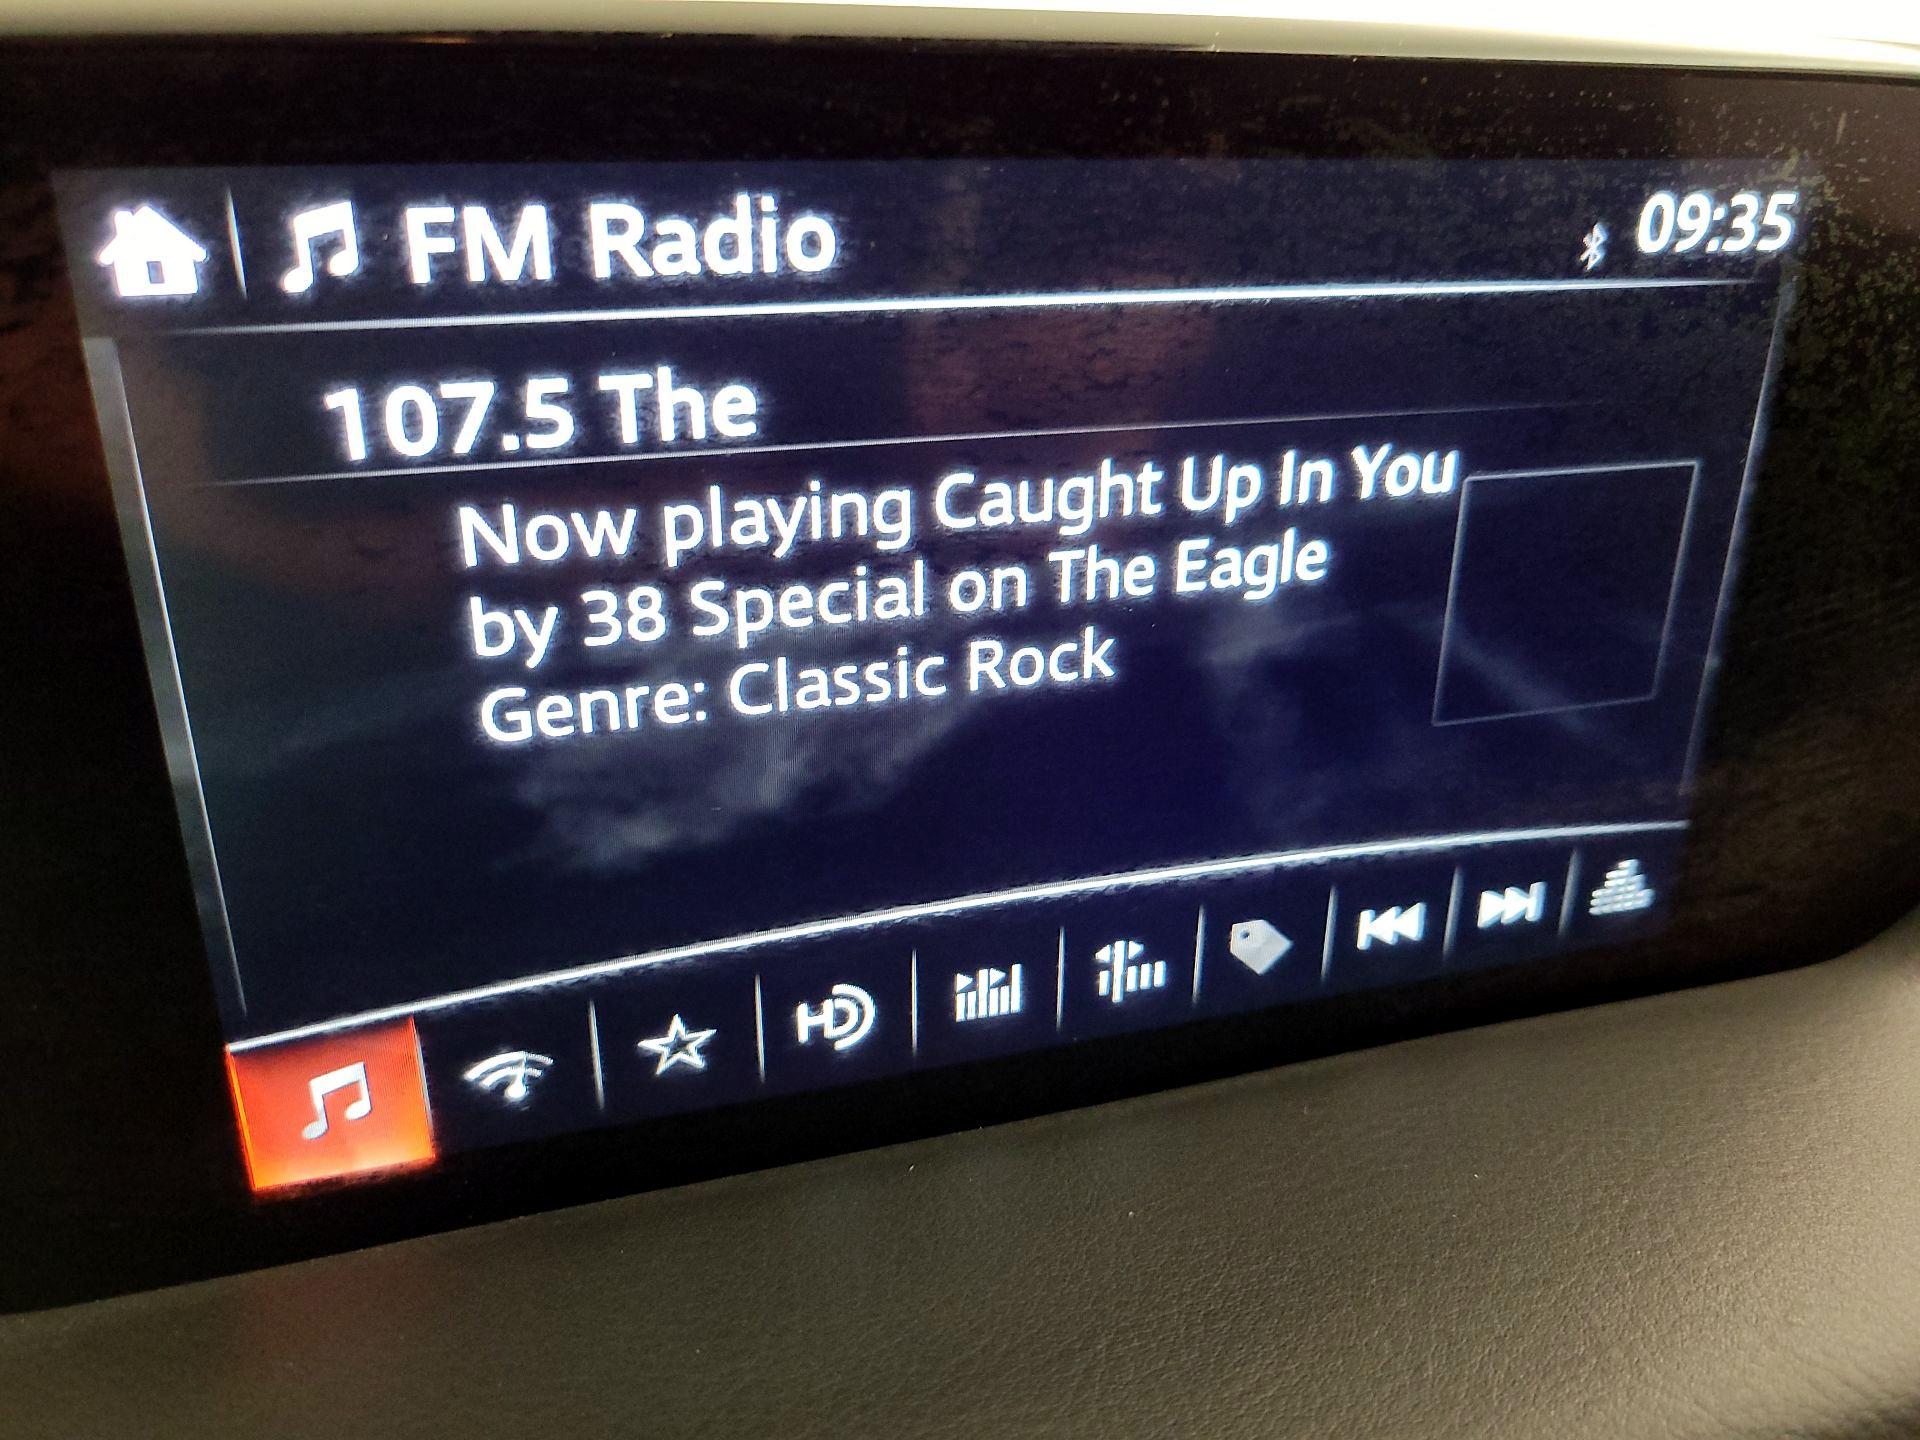 FM Radio
09:35
107.5 The
Now playing Caught Up In You
by 38 Special on The Eagle
Genre: Classic Rock
HD